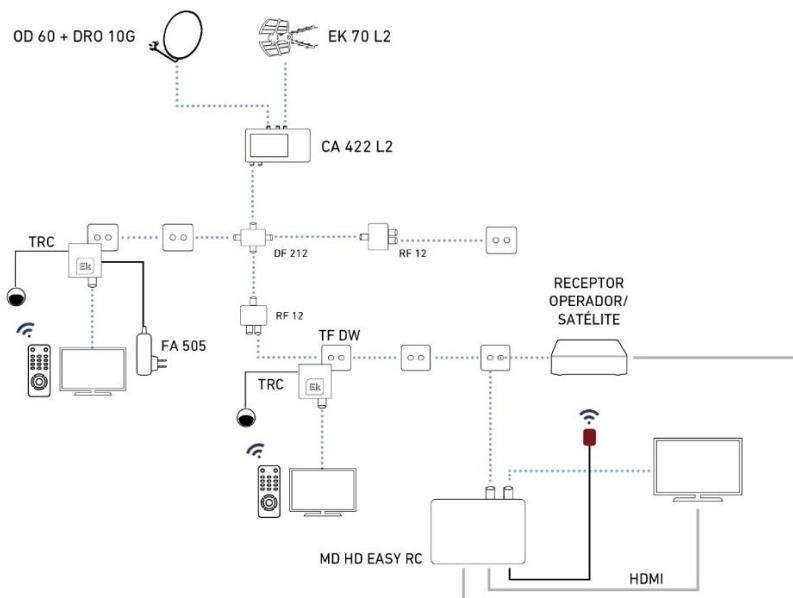 OD 60 + DRO 10G
EK 70 L2
CA 422 L2
TRC
Ek
DF 212
RF 12
RECEPTOR
OPERADOR/
SATÉLITE
RF 12
FA 505
TF DW
TRC
Ek
MD HD EASY RC
HDMI